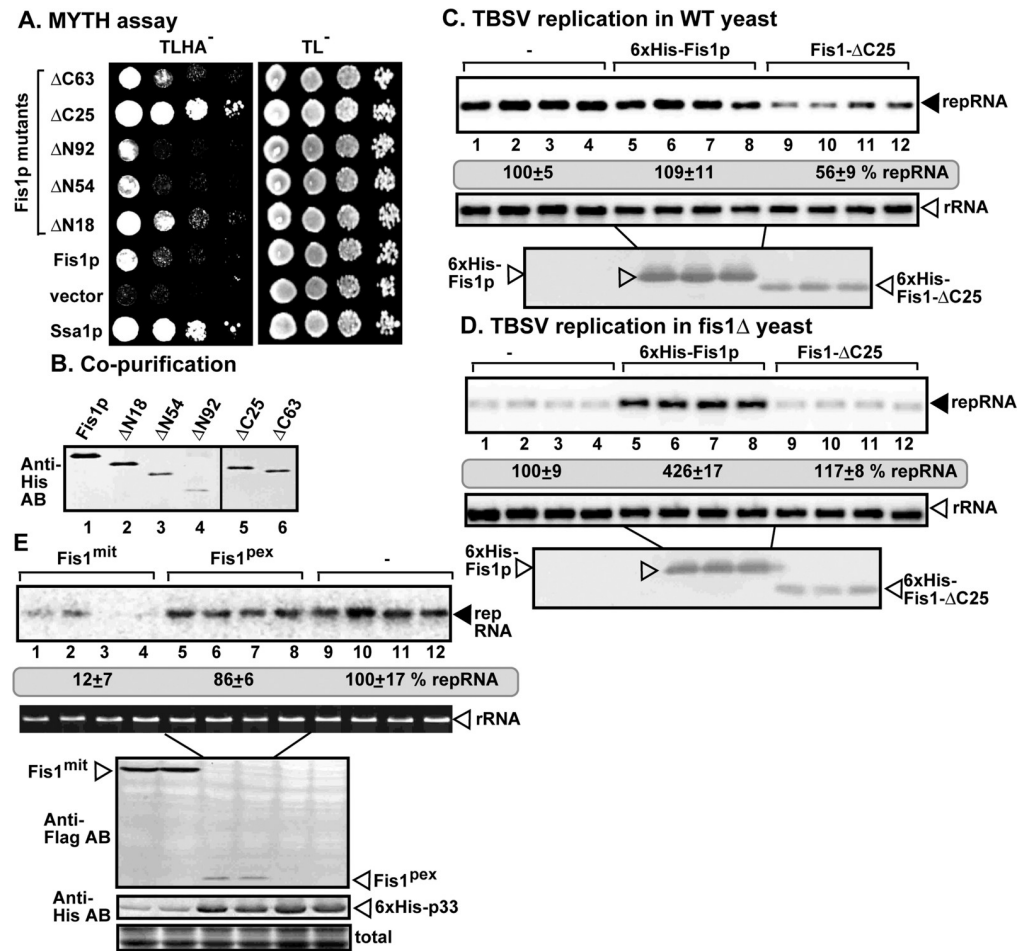 A. MYTH assay
TLHA-
TL-
Fis1p mutants
ΔC63
ΔC25
ΔN92
ΔN54
ΔN18
Fis1p
vector
Ssa1p
B. Co-purification
Fis1p
ΔN18
ΔN54
ΔN92
ΔC25
ΔC63
Anti-
His
AB
1 2 3 4 5 6
C. TBSV replication in WT yeast
- 6xHis-Fis1p Fis1-ΔC25
repRNA
1 2 3 4 5 6 7 8 9 10 11 12
100±5 109±11 56±9 % repRNA
rRNA
6xHis-
Fis1p
6xHis-
Fis1-ΔC25
D. TBSV replication in fis1Δ yeast
- 6xHis-Fis1p Fis1-ΔC25
repRNA
1 2 3 4 5 6 7 8 9 10 11 12
100±9 426±17 117±8 % repRNA
rRNA
6xHis-
Fis1p
6xHis-
Fis1-ΔC25
E
Fis1mit Fis1pex -
rep
RNA
1 2 3 4 5 6 7 8 9 10 11 12
12±7 86±6 100±17 % repRNA
rRNA
Fis1mit
Anti-
Flag AB
Fis1pex
Anti-
His AB
6xHis-p33
total